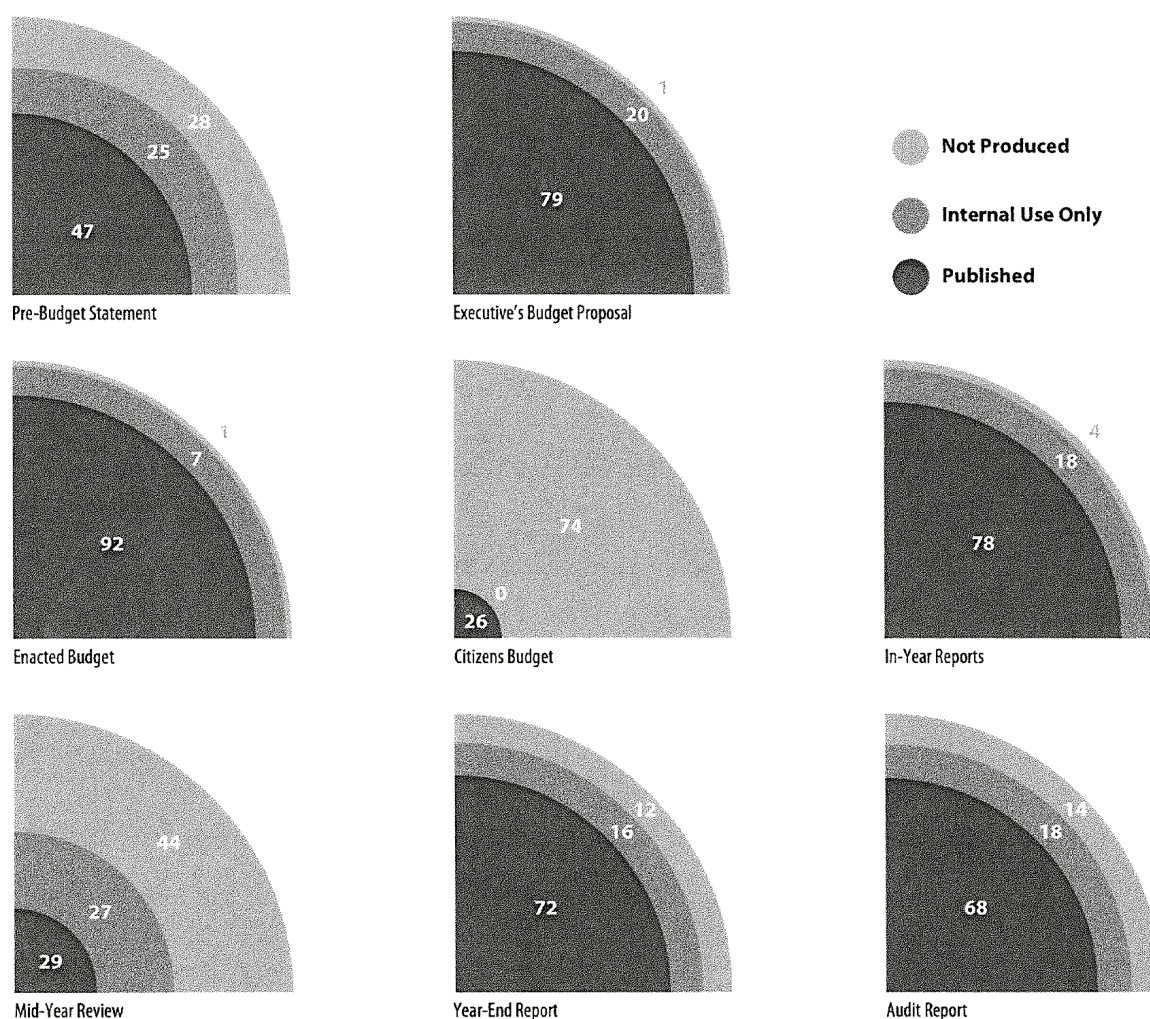 28
25
47
Pre-Budget Statement
1
20
79
Executive's Budget Proposal
Not Produced
Internal Use Only
Published
1
7
92
Enacted Budget
74
0
26
Citizens Budget
4
18
78
In-Year Reports
44
27
29
Mid-Year Review
12
16
72
Year-End Report
14
18
68
Audit Report